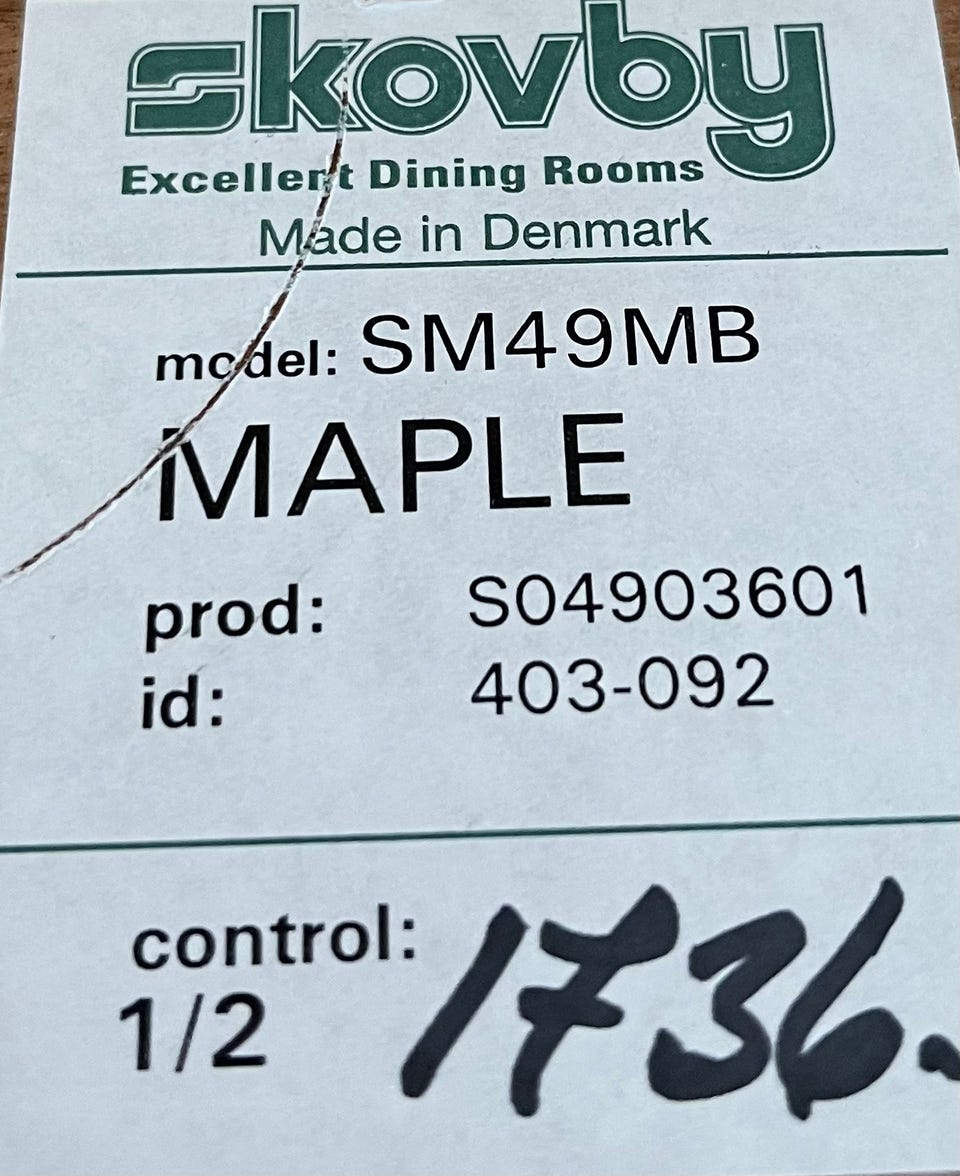 skovby
Excellent Dining Rooms
Made in Denmark
model: SM49MB
MAPLE
prod: S04903601
id: 403-092
control: 1736.
1/2